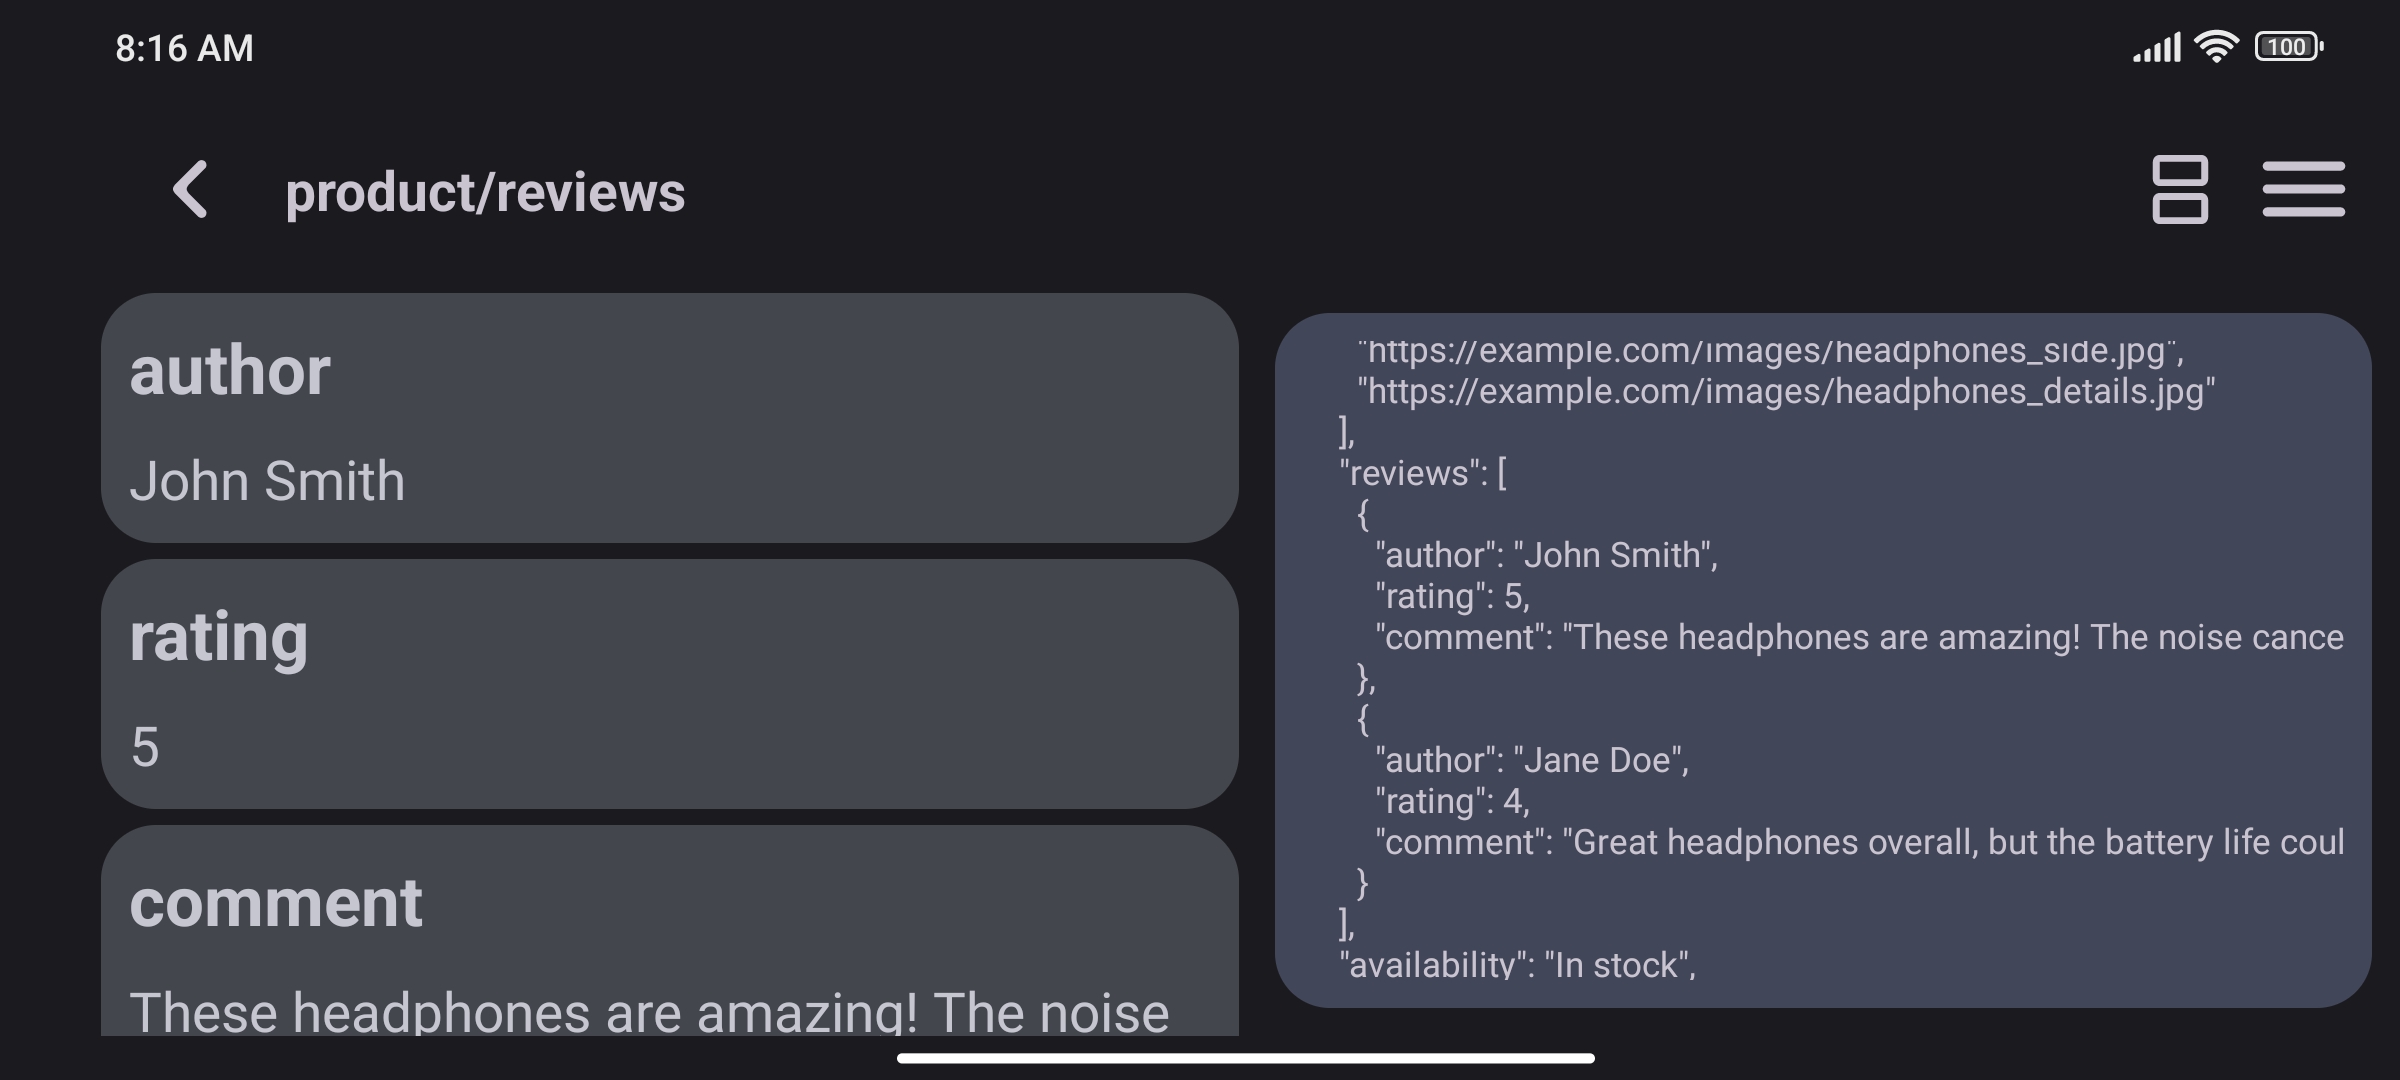 8:16 AM
100
product/reviews
author
John Smith
rating
5
comment
These headphones are amazing! The noise
"https://example.com/images/headphones_side.jpg",
"https://example.com/images/headphones_details.jpg"
],
"reviews": [
{
"author": "John Smith",
"rating": 5,
"comment": "These headphones are amazing! The noise cance
},
{
"author": "Jane Doe",
"rating": 4,
"comment": "Great headphones overall, but the battery life coul
}
],
"availability": "In stock",